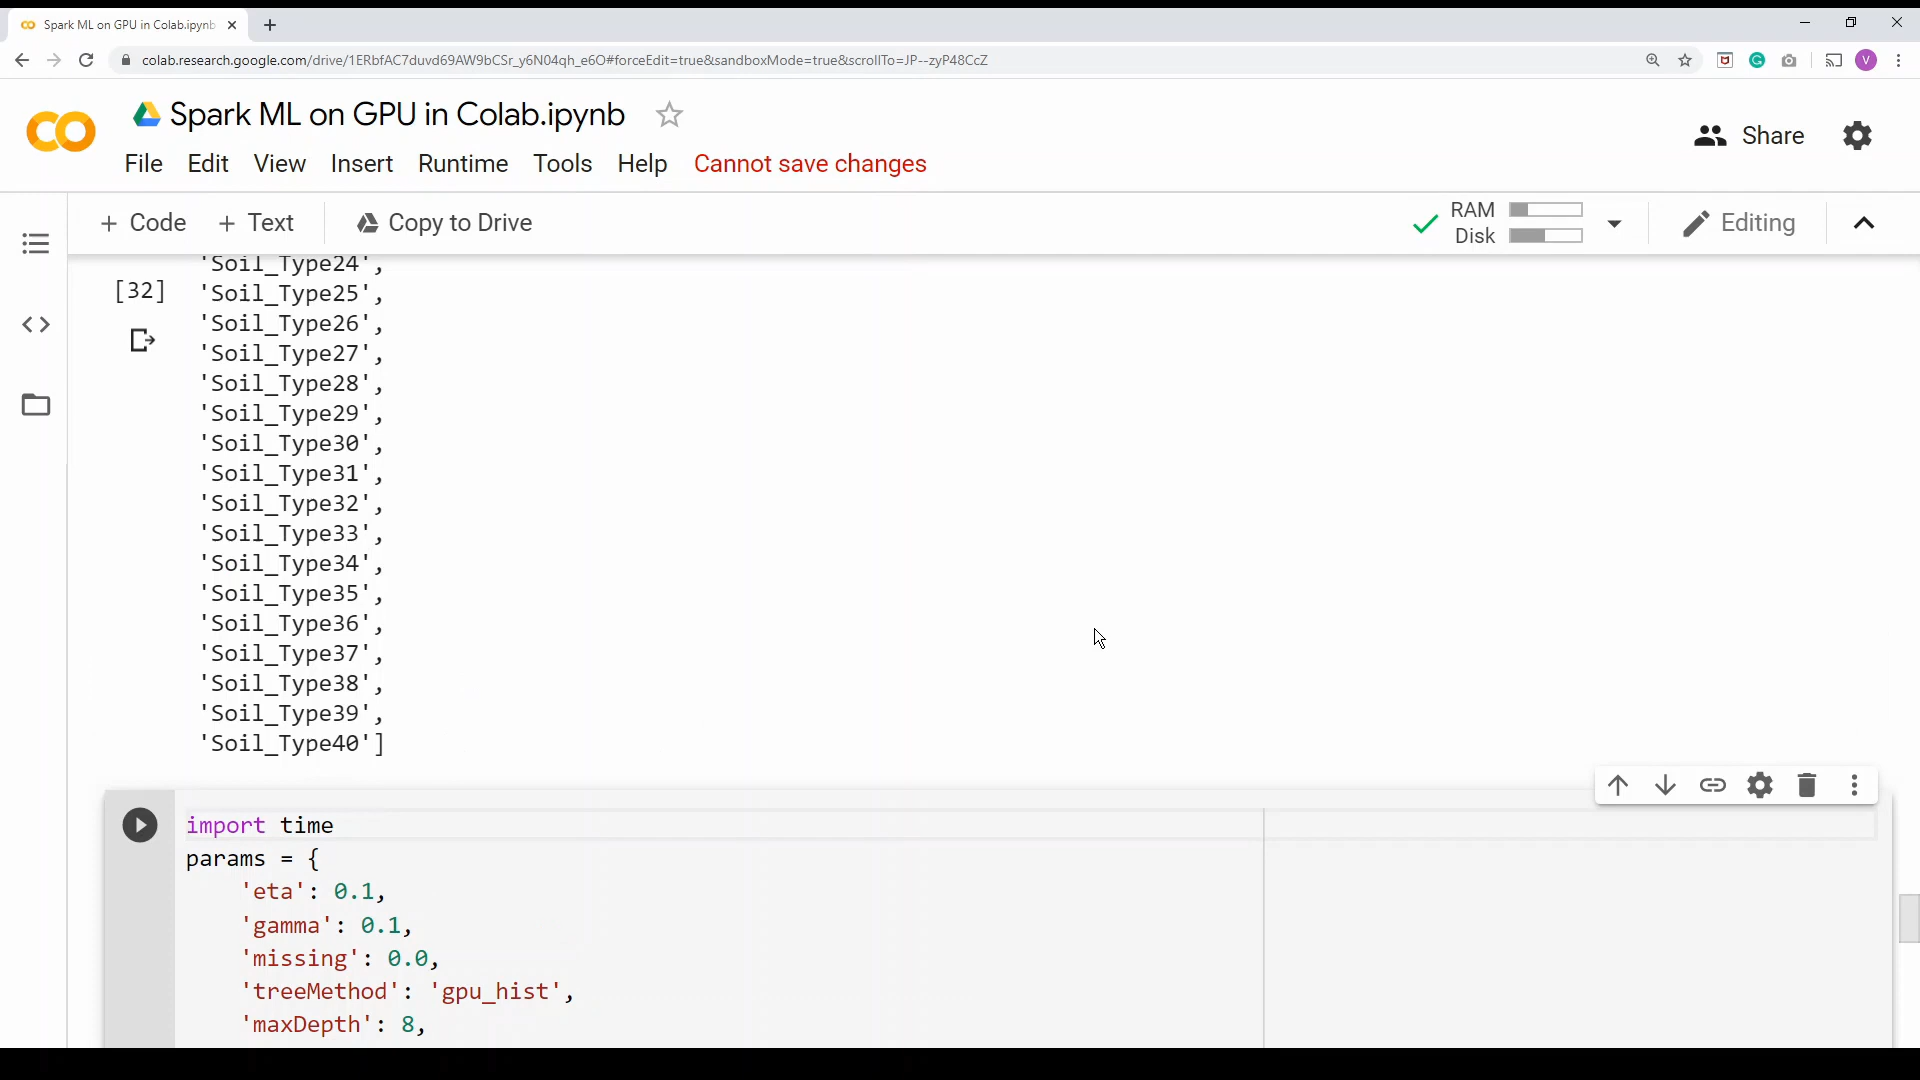 Spark ML on GPU in Colab.ipynb
colab.research.google.com/drive/1ERbfAC7duvd69AW9bCSr_y6N04qh_e6O#forceEdit=true&sandboxMode=true&scrollTo=JP--zyP48CcZ
V
Spark ML on GPU in Colab.ipynb
Share
File Edit View Insert Runtime Tools Help Cannot save changes
+ Code + Text Copy to Drive
RAM
Disk
Editing
'Soil_Type24',
[32]
'Soil_Type25',
'Soil_Type26',
'Soil_Type27',
'Soil_Type28',
'Soil_Type29',
'Soil_Type30',
'Soil_Type31',
'Soil_Type32',
'Soil_Type33',
'Soil_Type34',
'Soil_Type35',
'Soil_Type36',
'Soil_Type37',
'Soil_Type38',
'Soil_Type39',
'Soil_Type40']
import time
params = {
'eta': 0.1,
'gamma': 0.1,
'missing': 0.0,
'treeMethod': 'gpu_hist',
'maxDepth': 8,